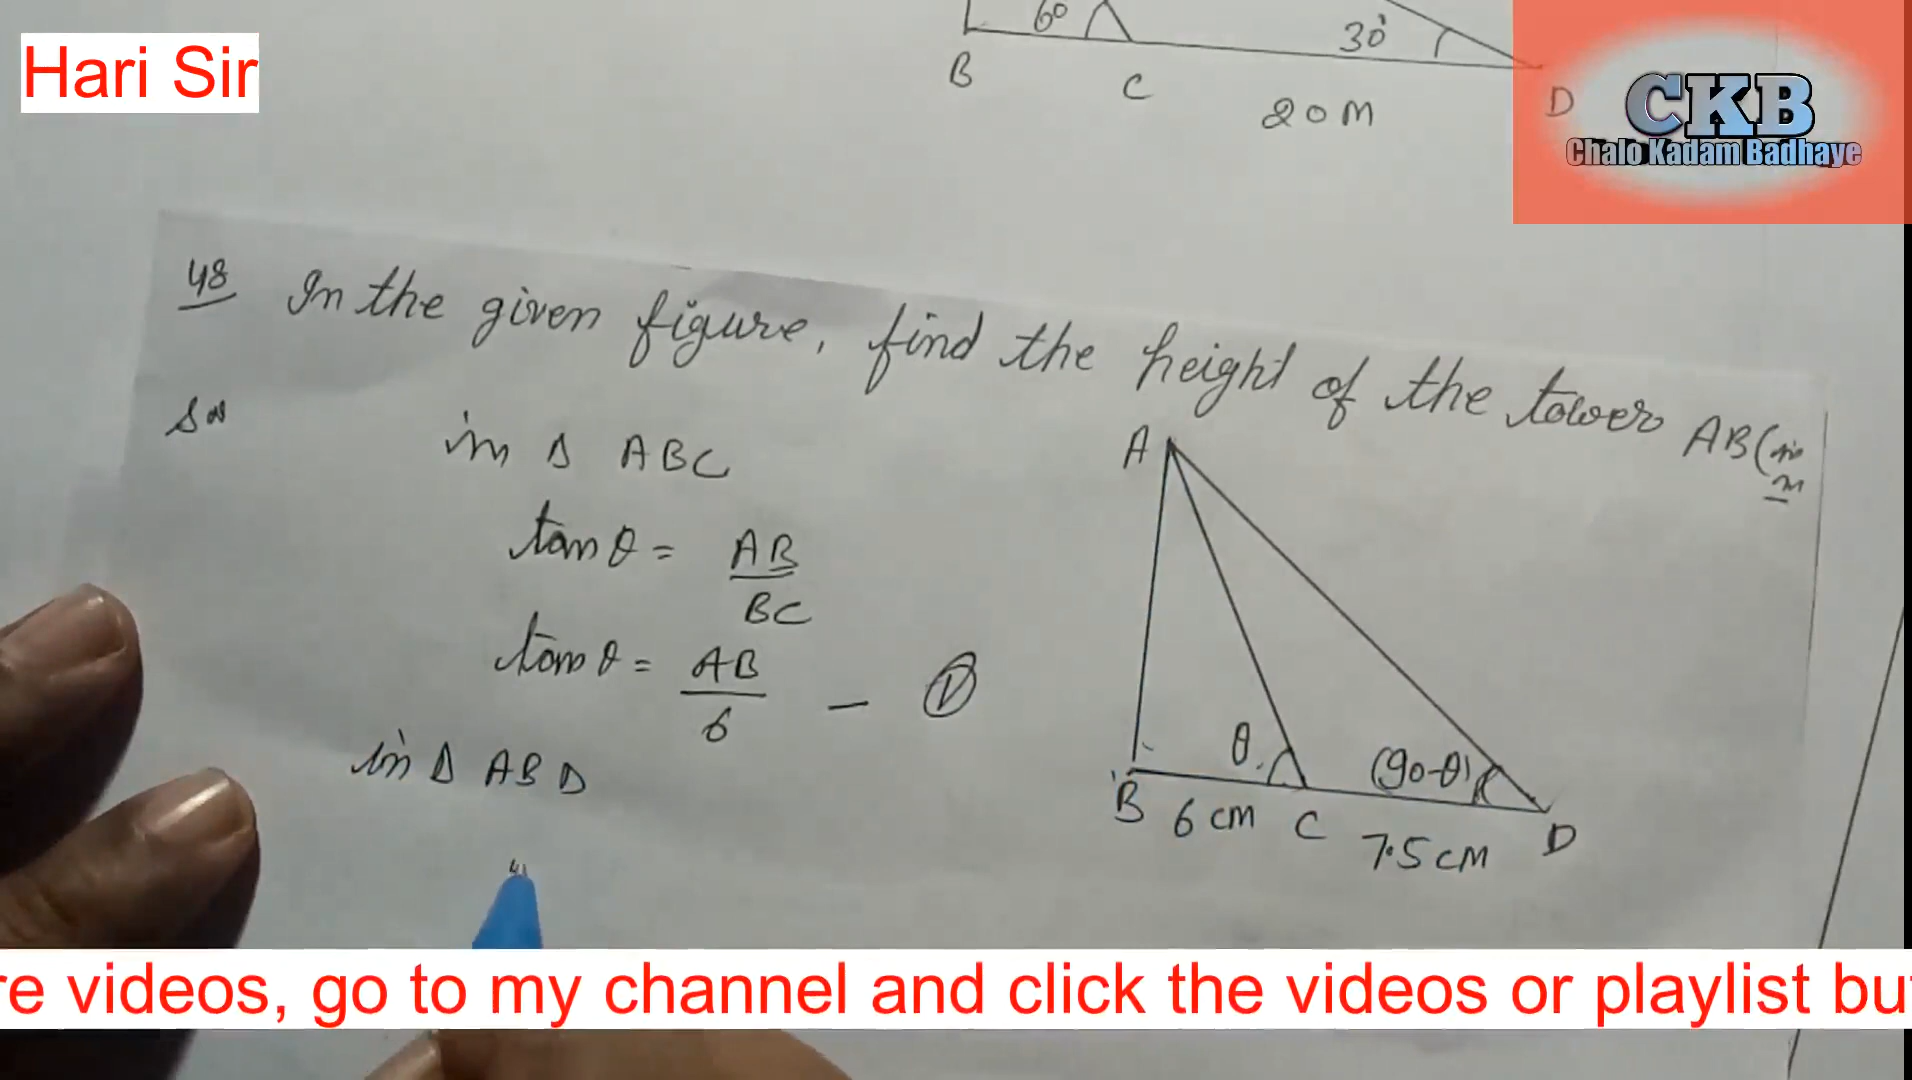 Hari Sir
60
30°
B
C
20 M
D
CKB
Chalo Kadam Badhaye
48 In the given figure, find the height of the tower AB (in m
Sol
in Δ ABC
tan θ = AB/BC
tan θ = AB/6 — ①
in Δ ABD
A
θ
(90-θ)
B 6 cm C 7.5 cm D
re videos, go to my channel and click the videos or playlist bu